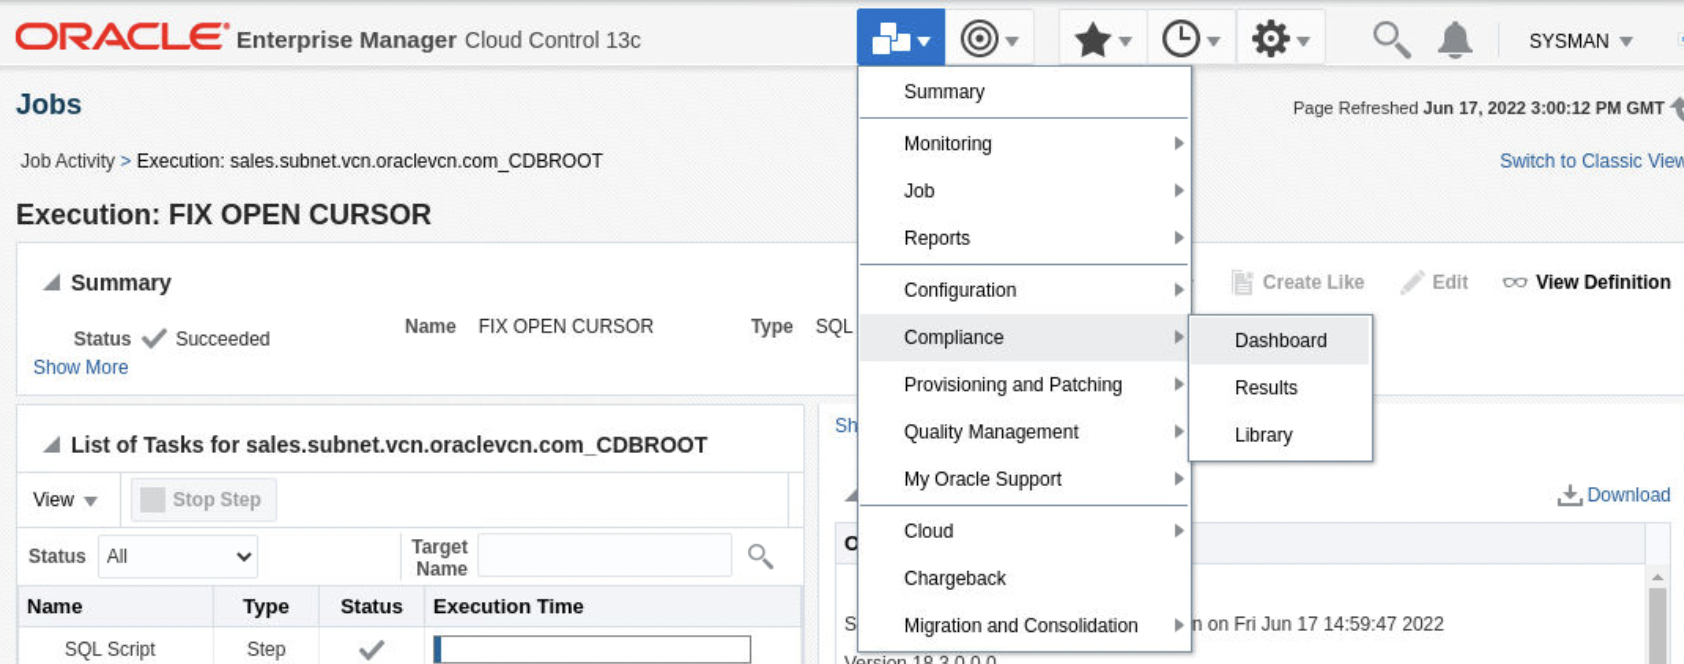 ORACLE Enterprise Manager Cloud Control 13c
SYSMAN
Jobs
Page Refreshed Jun 17, 2022 3:00:12 PM GMT
Job Activity > Execution: sales.subnet.vcn.oraclevcn.com_CDBROOT
Switch to Classic View
Execution: FIX OPEN CURSOR
Summary
Status Succeeded
Name FIX OPEN CURSOR
Type SQL
Show More
Create Like
Edit
View Definition
List of Tasks for sales.subnet.vcn.oraclevcn.com_CDBROOT
View
Stop Step
Status All
Target
Name
Name Type Status Execution Time
SQL Script Step
Summary
Monitoring
Job
Reports
Configuration
Compliance
Provisioning and Patching
Quality Management
My Oracle Support
Cloud
Chargeback
Migration and Consolidation
Dashboard
Results
Library
Sh
Download
O
S
n on Fri Jun 17 14:59:47 2022
Version 18.3.0.0.0